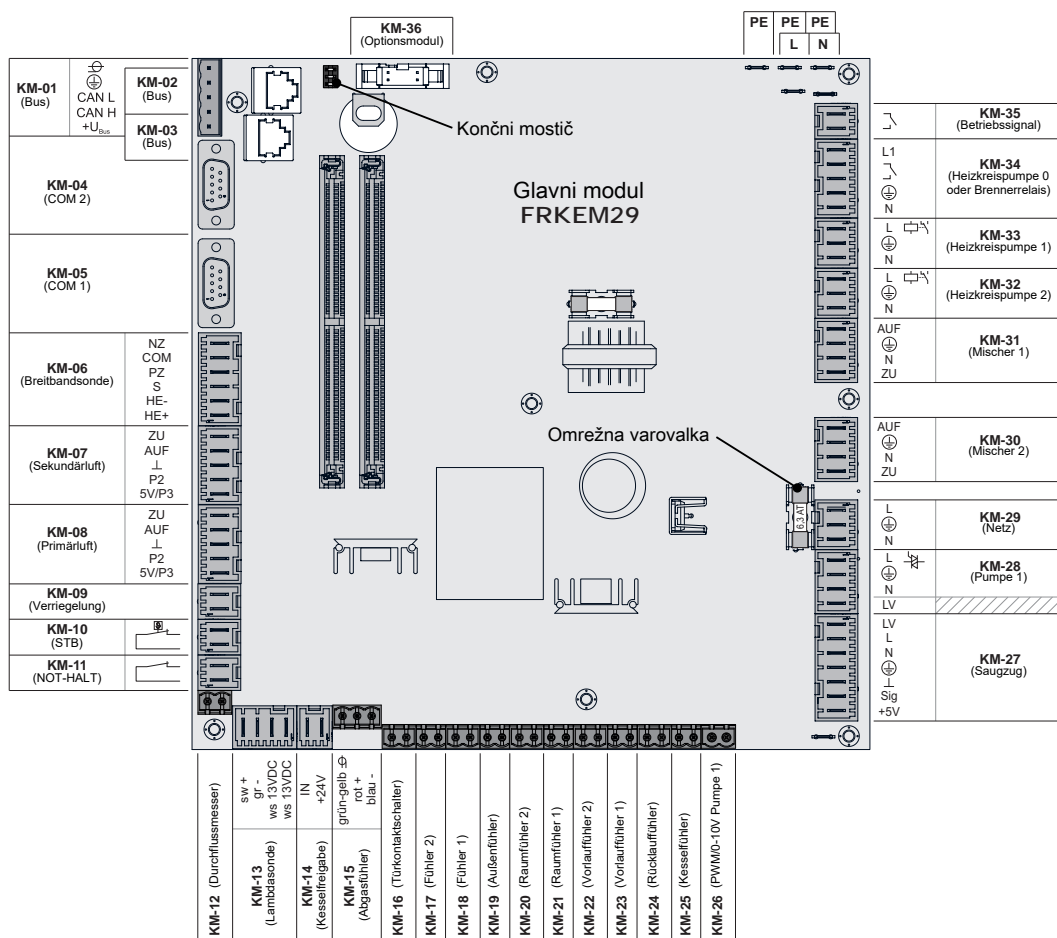 KM-36
(Optionsmodul)
PE PE PE
L N
KM-01
(Bus)
CAN L
CAN H
+U Bus
KM-02
(Bus)
KM-03
(Bus)
KM-04
(COM 2)
KM-05
(COM 1)
KM-06
(Breitbandsonde)
NZ
COM
PZ
S
HE-
HE+
KM-07
(Sekundärluft)
ZU
AUF
P2
5V/P3
KM-08
(Primärluft)
ZU
AUF
P2
5V/P3
KM-09
(Verriegelung)
KM-10
(STB)
KM-11
(NOT-HALT)
Končni mostič
Glavni modul
FRKEM29
Omrežna varovalka
6,3 AT
KM-35
(Betriebssignal)
L1
N
KM-34
(Heizkreispumpe 0
oder Brennerrelais)
L
N
KM-33
(Heizkreispumpe 1)
L
N
KM-32
(Heizkreispumpe 2)
AUF
N
ZU
KM-31
(Mischer 1)
AUF
N
ZU
KM-30
(Mischer 2)
L
N
KM-29
(Netz)
L
N
LV
KM-28
(Pumpe 1)
LV
L
N
Sig
+5V
KM-27
(Saugzug)
KM-12 (Durchflussmesser)
sw +
gr -
ws 13VDC
ws 13VDC
KM-13
(Lambdasonde)
IN
+24V
KM-14
(Kesselfreigabe)
grün-gelb
rot +
blau -
KM-15
(Abgasfühler)
KM-16 (Türkontaktschalter)
KM-17 (Fühler 2)
KM-18 (Fühler 1)
KM-19 (Außenfühler)
KM-20 (Raumfühler 2)
KM-21 (Raumfühler 1)
KM-22 (Vorlauffühler 2)
KM-23 (Vorlauffühler 1)
KM-24 (Rücklauffühler)
KM-25 (Kesselfühler)
KM-26 (PWM/0-10V Pumpe 1)